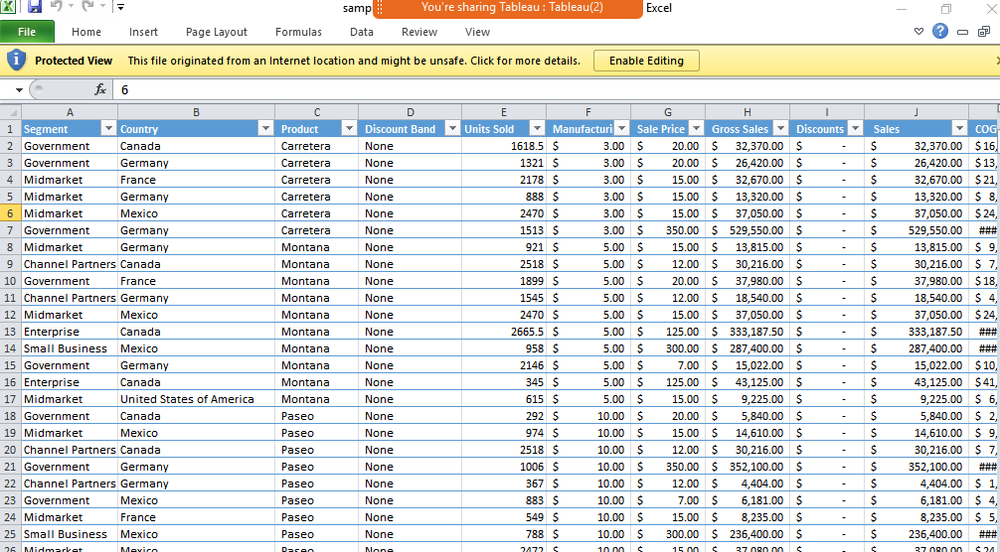 samp You're sharing Tableau : Tableau(2) Excel
File Home Insert Page Layout Formulas Data Review View
Protected View This file originated from an Internet location and might be unsafe. Click for more details. Enable Editing
fx 6
A B C D E F G H I J
1 Segment Country Product Discount Band Units Sold Manufacturi Sale Price Gross Sales Discounts Sales COG
2 Government Canada Carretera None 1618.5 $ 3.00 $ 20.00 $ 32,370.00 $ - $ 32,370.00 $ 16,
3 Government Germany Carretera None 1321 $ 3.00 $ 20.00 $ 26,420.00 $ - $ 26,420.00 $ 13,
4 Midmarket France Carretera None 2178 $ 3.00 $ 15.00 $ 32,670.00 $ - $ 32,670.00 $ 21,
5 Midmarket Germany Carretera None 888 $ 3.00 $ 15.00 $ 13,320.00 $ - $ 13,320.00 $ 8,
6 Midmarket Mexico Carretera None 2470 $ 3.00 $ 15.00 $ 37,050.00 $ - $ 37,050.00 $ 24,
7 Government Germany Carretera None 1513 $ 3.00 $ 350.00 $ 529,550.00 $ - $ 529,550.00 ###
8 Midmarket Germany Montana None 921 $ 5.00 $ 15.00 $ 13,815.00 $ - $ 13,815.00 $ 9,
9 Channel Partners Canada Montana None 2518 $ 5.00 $ 12.00 $ 30,216.00 $ - $ 30,216.00 $ 7,
10 Government France Montana None 1899 $ 5.00 $ 20.00 $ 37,980.00 $ - $ 37,980.00 $ 18,
11 Channel Partners Germany Montana None 1545 $ 5.00 $ 12.00 $ 18,540.00 $ - $ 18,540.00 $ 4,
12 Midmarket Mexico Montana None 2470 $ 5.00 $ 15.00 $ 37,050.00 $ - $ 37,050.00 $ 24,
13 Enterprise Canada Montana None 2665.5 $ 5.00 $ 125.00 $ 333,187.50 $ - $ 333,187.50 ###
14 Small Business Mexico Montana None 958 $ 5.00 $ 300.00 $ 287,400.00 $ - $ 287,400.00 ###
15 Government Germany Montana None 2146 $ 5.00 $ 7.00 $ 15,022.00 $ - $ 15,022.00 $ 10,
16 Enterprise Canada Montana None 345 $ 5.00 $ 125.00 $ 43,125.00 $ - $ 43,125.00 $ 41,
17 Midmarket United States of America Montana None 615 $ 5.00 $ 15.00 $ 9,225.00 $ - $ 9,225.00 $ 6,
18 Government Canada Paseo None 292 $ 10.00 $ 20.00 $ 5,840.00 $ - $ 5,840.00 $ 2,
19 Midmarket Mexico Paseo None 974 $ 10.00 $ 15.00 $ 14,610.00 $ - $ 14,610.00 $ 9,
20 Channel Partners Canada Paseo None 2518 $ 10.00 $ 12.00 $ 30,216.00 $ - $ 30,216.00 $ 7,
21 Government Germany Paseo None 1006 $ 10.00 $ 350.00 $ 352,100.00 $ - $ 352,100.00 ###
22 Channel Partners Germany Paseo None 367 $ 10.00 $ 12.00 $ 4,404.00 $ - $ 4,404.00 $ 1,
23 Government Mexico Paseo None 883 $ 10.00 $ 7.00 $ 6,181.00 $ - $ 6,181.00 $ 4,
24 Midmarket France Paseo None 549 $ 10.00 $ 15.00 $ 8,235.00 $ - $ 8,235.00 $ 5,
25 Small Business Mexico Paseo None 788 $ 10.00 $ 300.00 $ 236,400.00 $ - $ 236,400.00 ###
26 Midmarket Mexico Paseo None 2472 $ 10.00 $ 15.00 $ 37,080.00 $ - $ 37,080.00 $ 24,